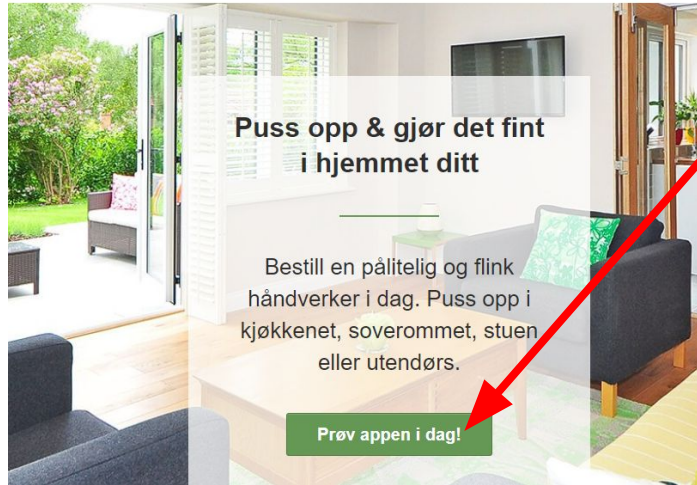 Puss opp & gjør det fint
i hjemmet ditt
Bestill en pålitelig og flink
håndverker i dag. Puss opp i
kjøkkenet, soverommet, stuen
eller utendørs.
Prøv appen i dag!